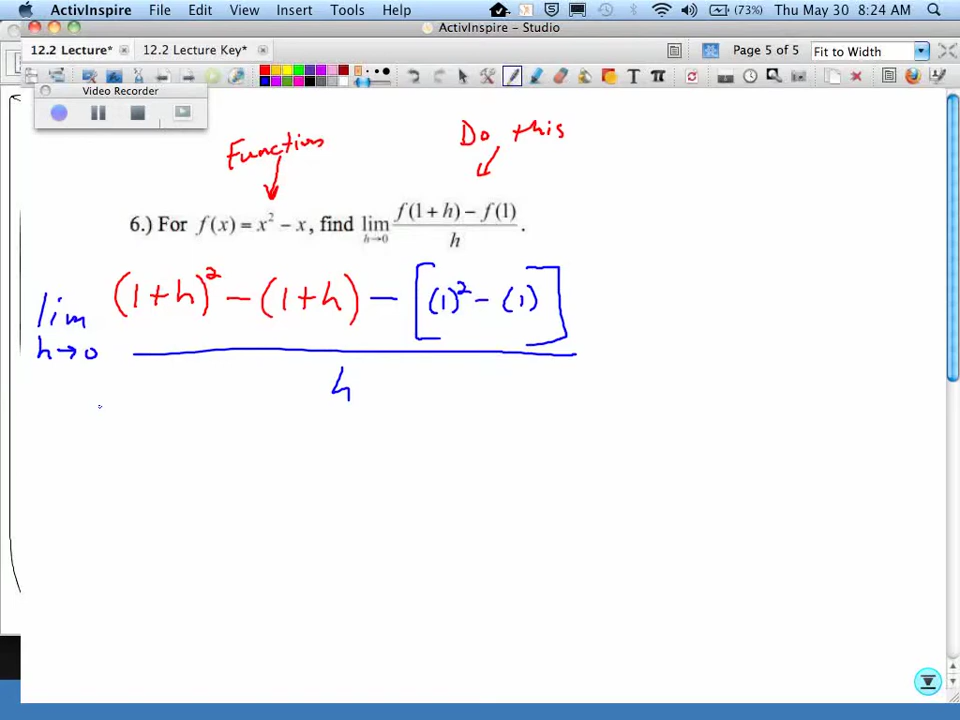 ActivInspire File Edit View Insert Tools Help (73%) Thu May 30 8:24 AM
ActivInspire - Studio
12.2 Lecture* 12.2 Lecture Key* Page 5 of 5 Fit to Width
Video Recorder
Function Do this
6.) For f(x) = x² − x, find lim h→0 f(1 + h) − f(1) / h .
lim h→0 (1+h)² − (1+h) − [(1)² − (1)] / h